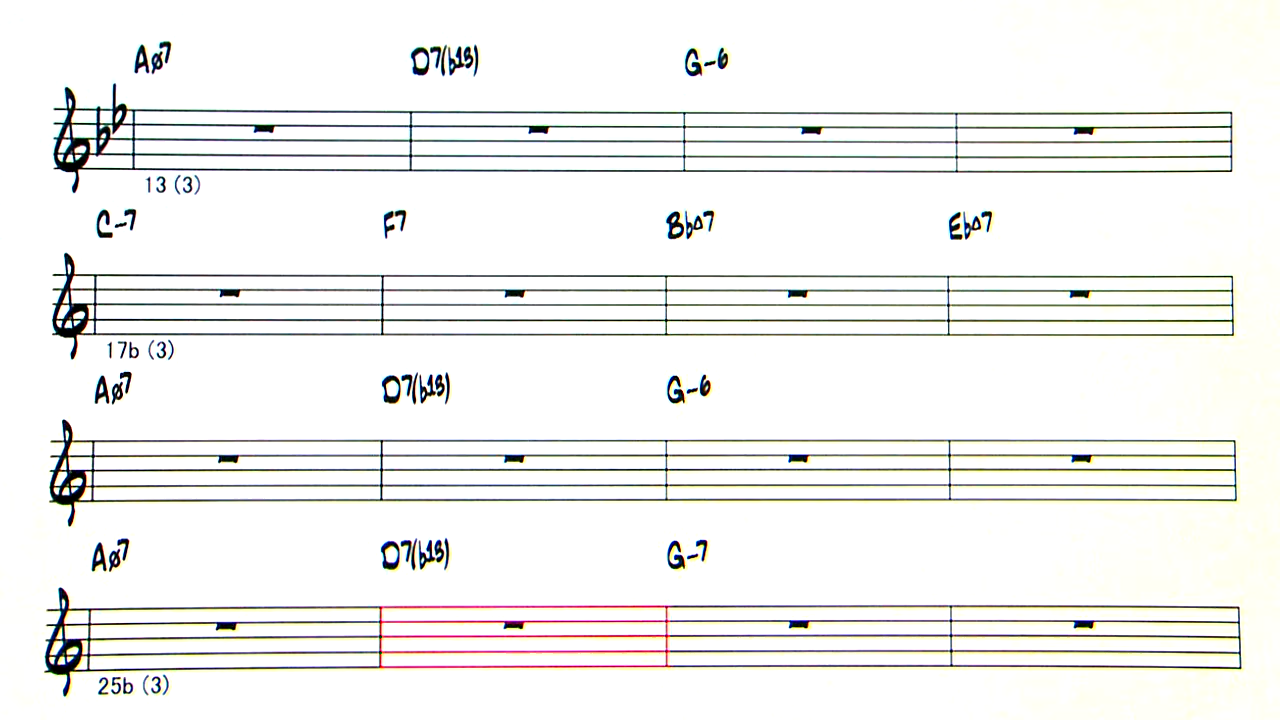 Aø7 D7(b13) G-6
13 (3)
C-7 F7 Bb△7 Eb△7
17b (3)
Aø7 D7(b13) G-6
Aø7 D7(b13) G-7
25b (3)